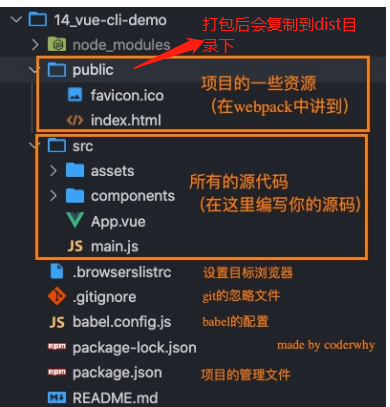 14_vue-cli-demo
打包后会复制到dist目
录下
node_modules
public
项目的一些资源
favicon.ico
（在webpack中讲到）
index.html
src
assets
所有的源代码
components
（在这里编写你的源码）
App.vue
JS main.js
.browserslistrc 设置目标浏览器
.gitignore git的忽略文件
JS babel.config.js babel的配置
npm package-lock.json made by coderwhy
npm package.json 项目的管理文件
M↓ README.md